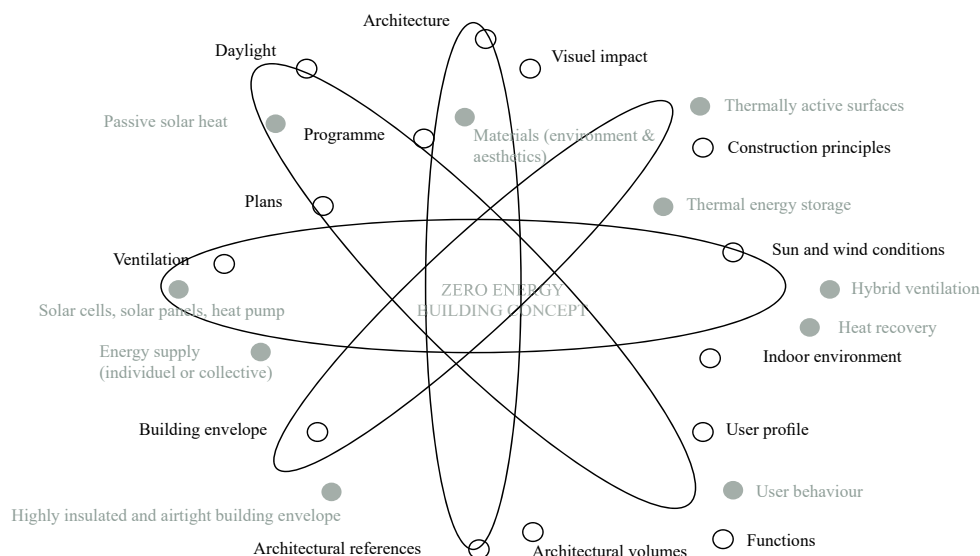 Architecture
Daylight
Visuel impact
Thermally active surfaces
Passive solar heat
Programme
Materials (environment &
aesthetics)
Construction principles
Plans
Thermal energy storage
Ventilation
Sun and wind conditions
ZERO ENERGY
BUILDING CONCEPT
Hybrid ventilation
Solar cells, solar panels, heat pump
Heat recovery
Energy supply
(individuel or collective)
Indoor environment
Building envelope
User profile
User behaviour
Highly insulated and airtight building envelope
Functions
Architectural references
Architectural volumes